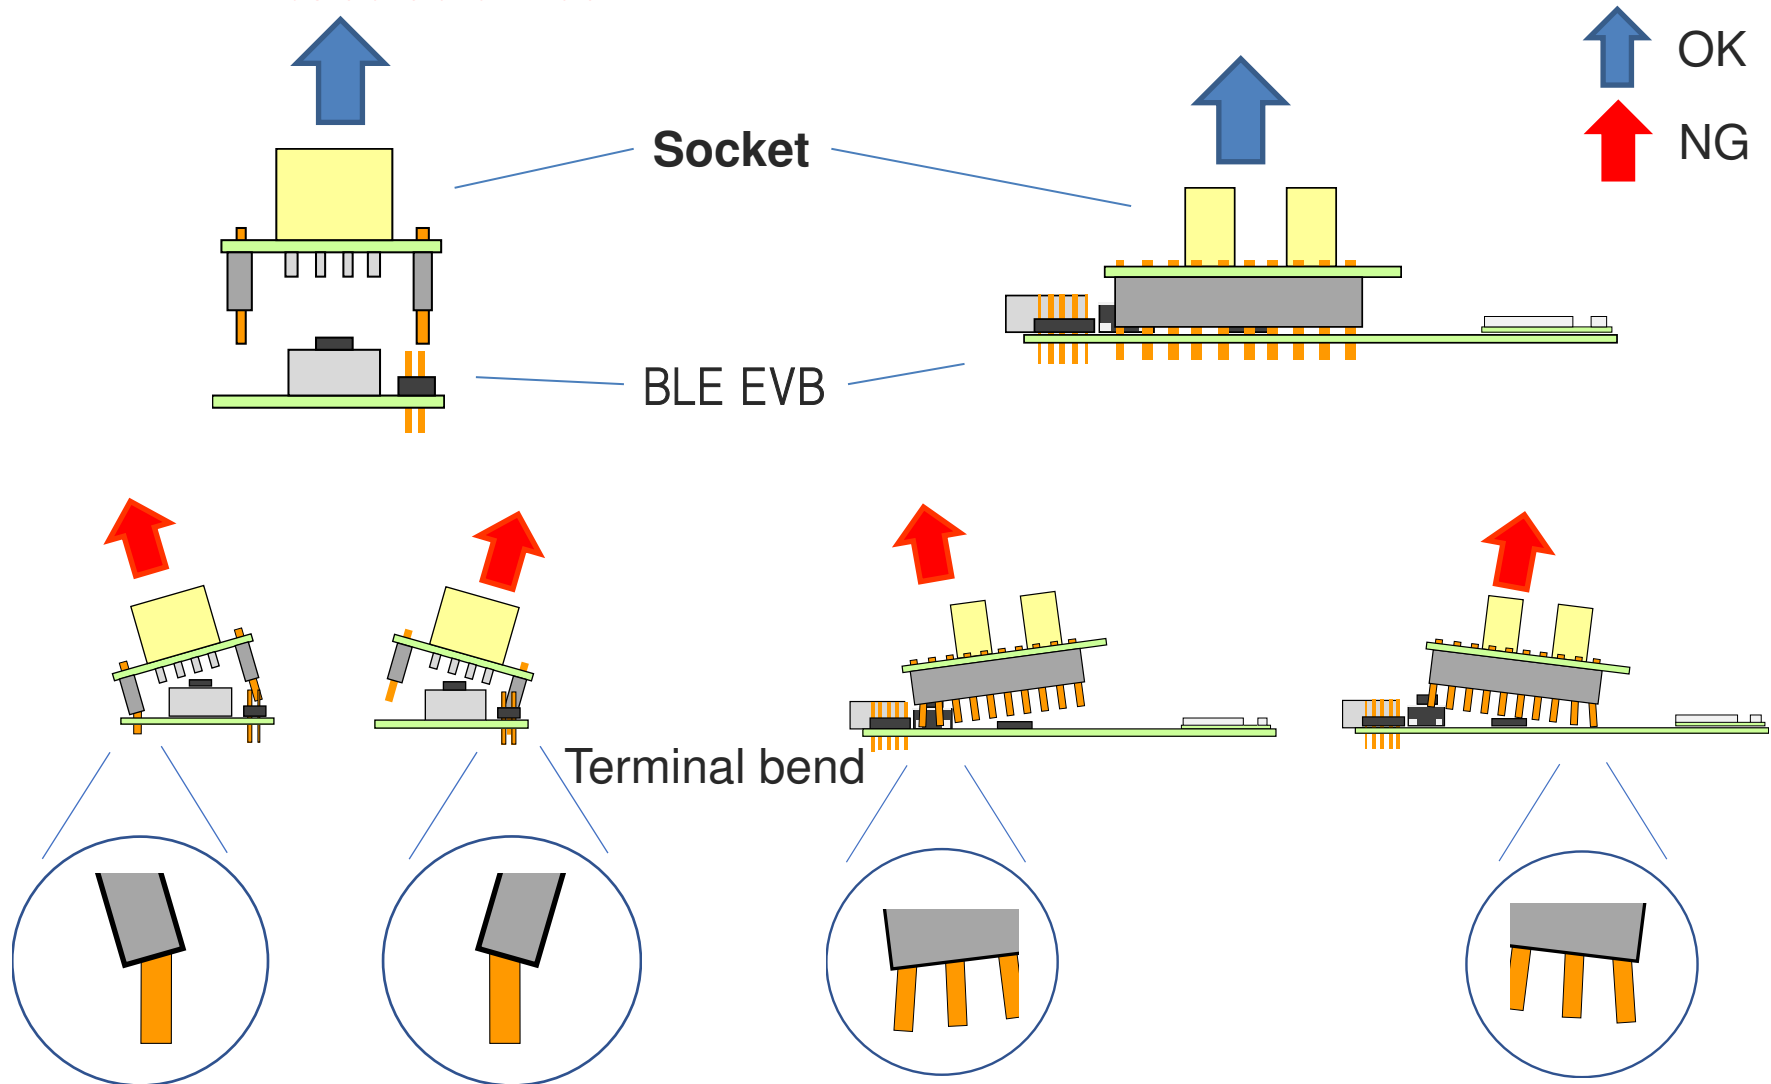 OK
Socket
NG
BLE EVB
Terminal bend